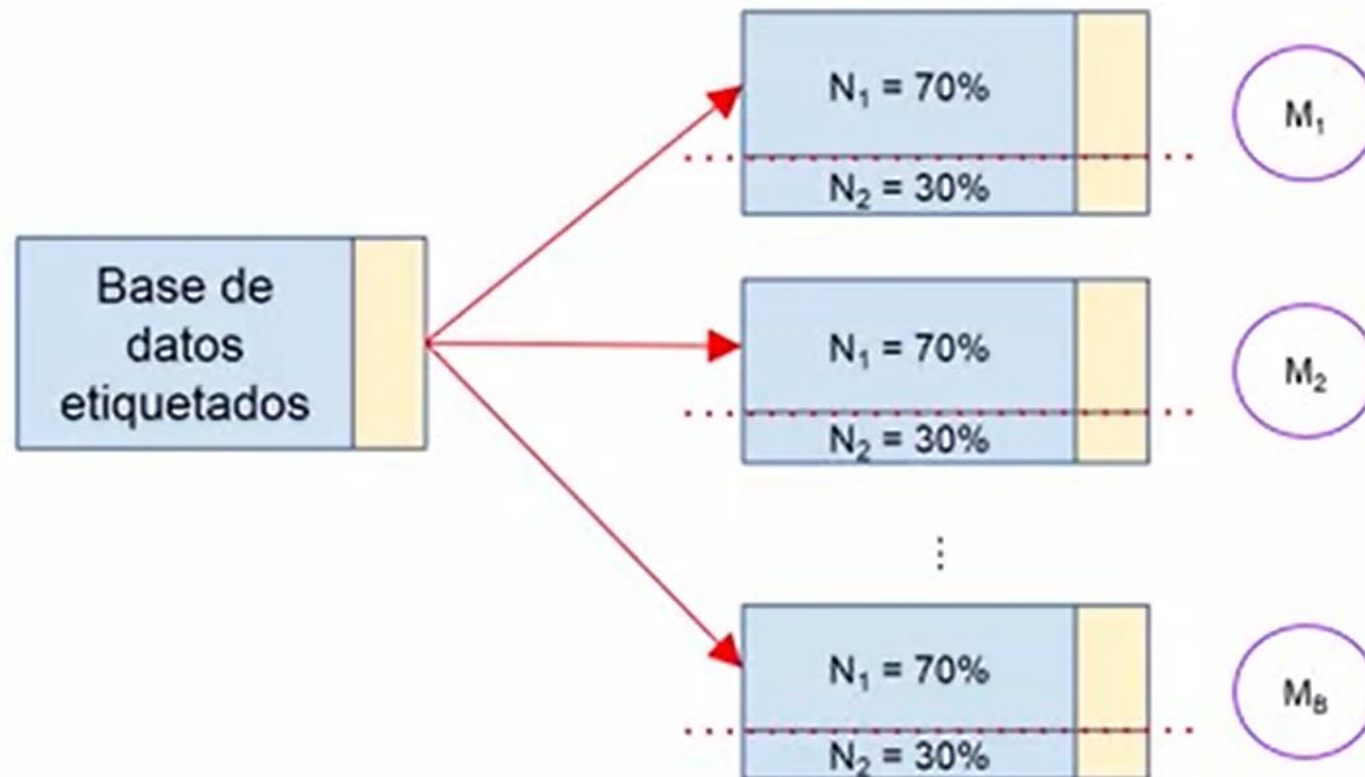 Base de
datos
etiquetados
N₁ = 70%
N₂ = 30%
M₁
N₁ = 70%
N₂ = 30%
M₂
⋮
N₁ = 70%
N₂ = 30%
M_B